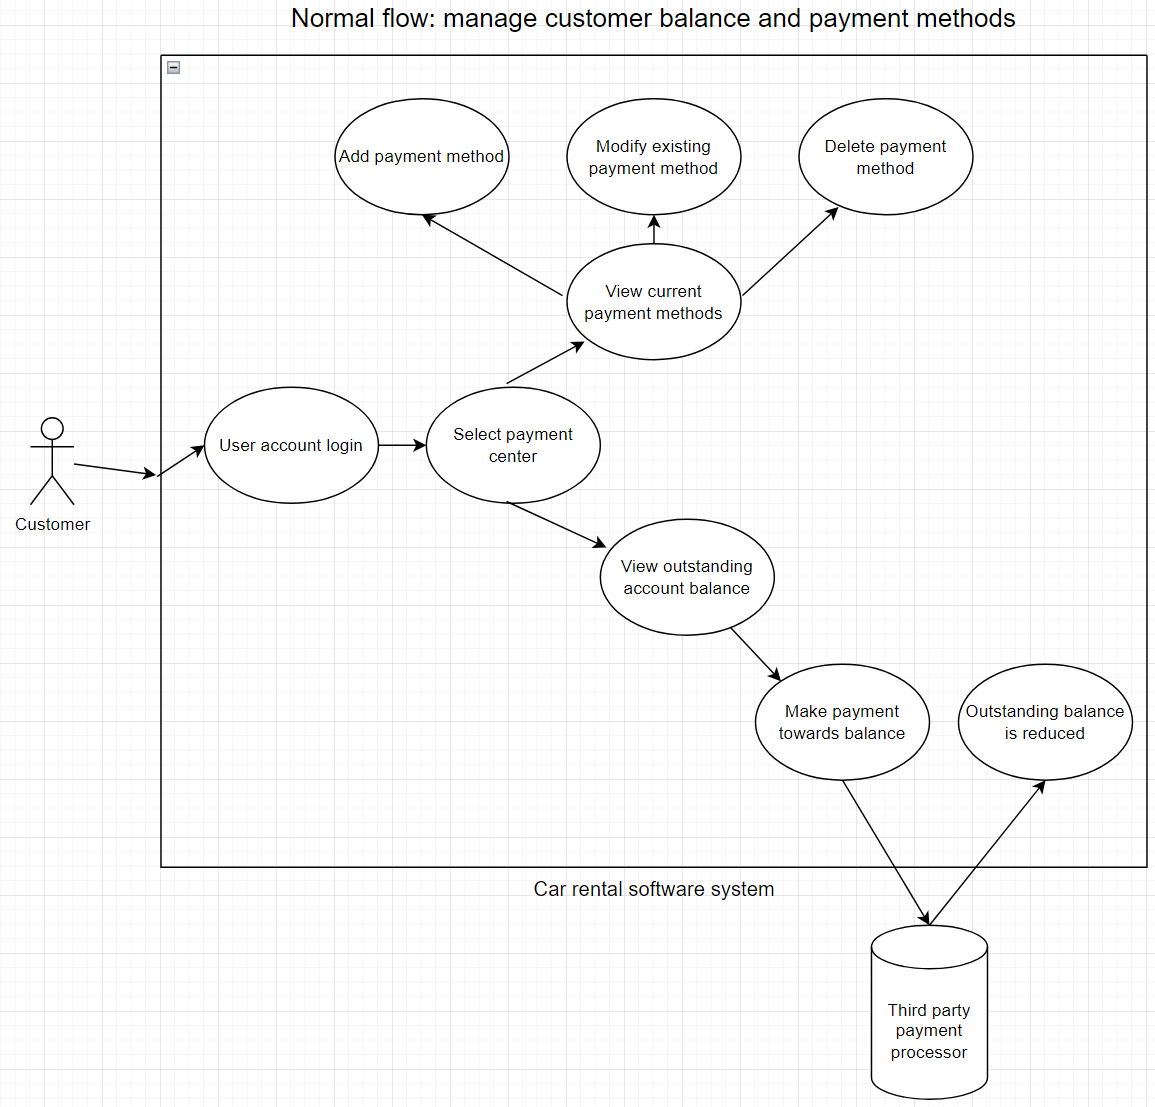 Normal flow: manage customer balance and payment methods
Add payment method
Modify existing
payment method
Delete payment
method
View current
payment methods
User account login
Select payment
center
Customer
View outstanding
account balance
Make payment
towards balance
Outstanding balance
is reduced
Car rental software system
Third party
payment
processor